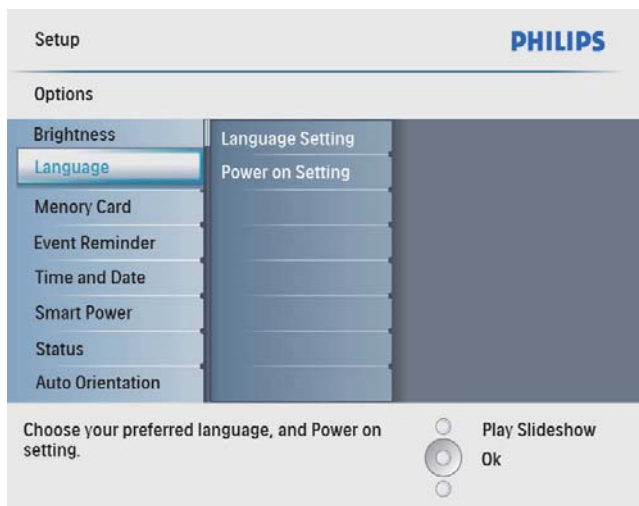 Setup
PHILIPS
Options
Brightness
Language
Menory Card
Event Reminder
Time and Date
Smart Power
Status
Auto Orientation
Language Setting
Power on Setting
Choose your preferred language, and Power on
setting.
Play Slideshow
Ok